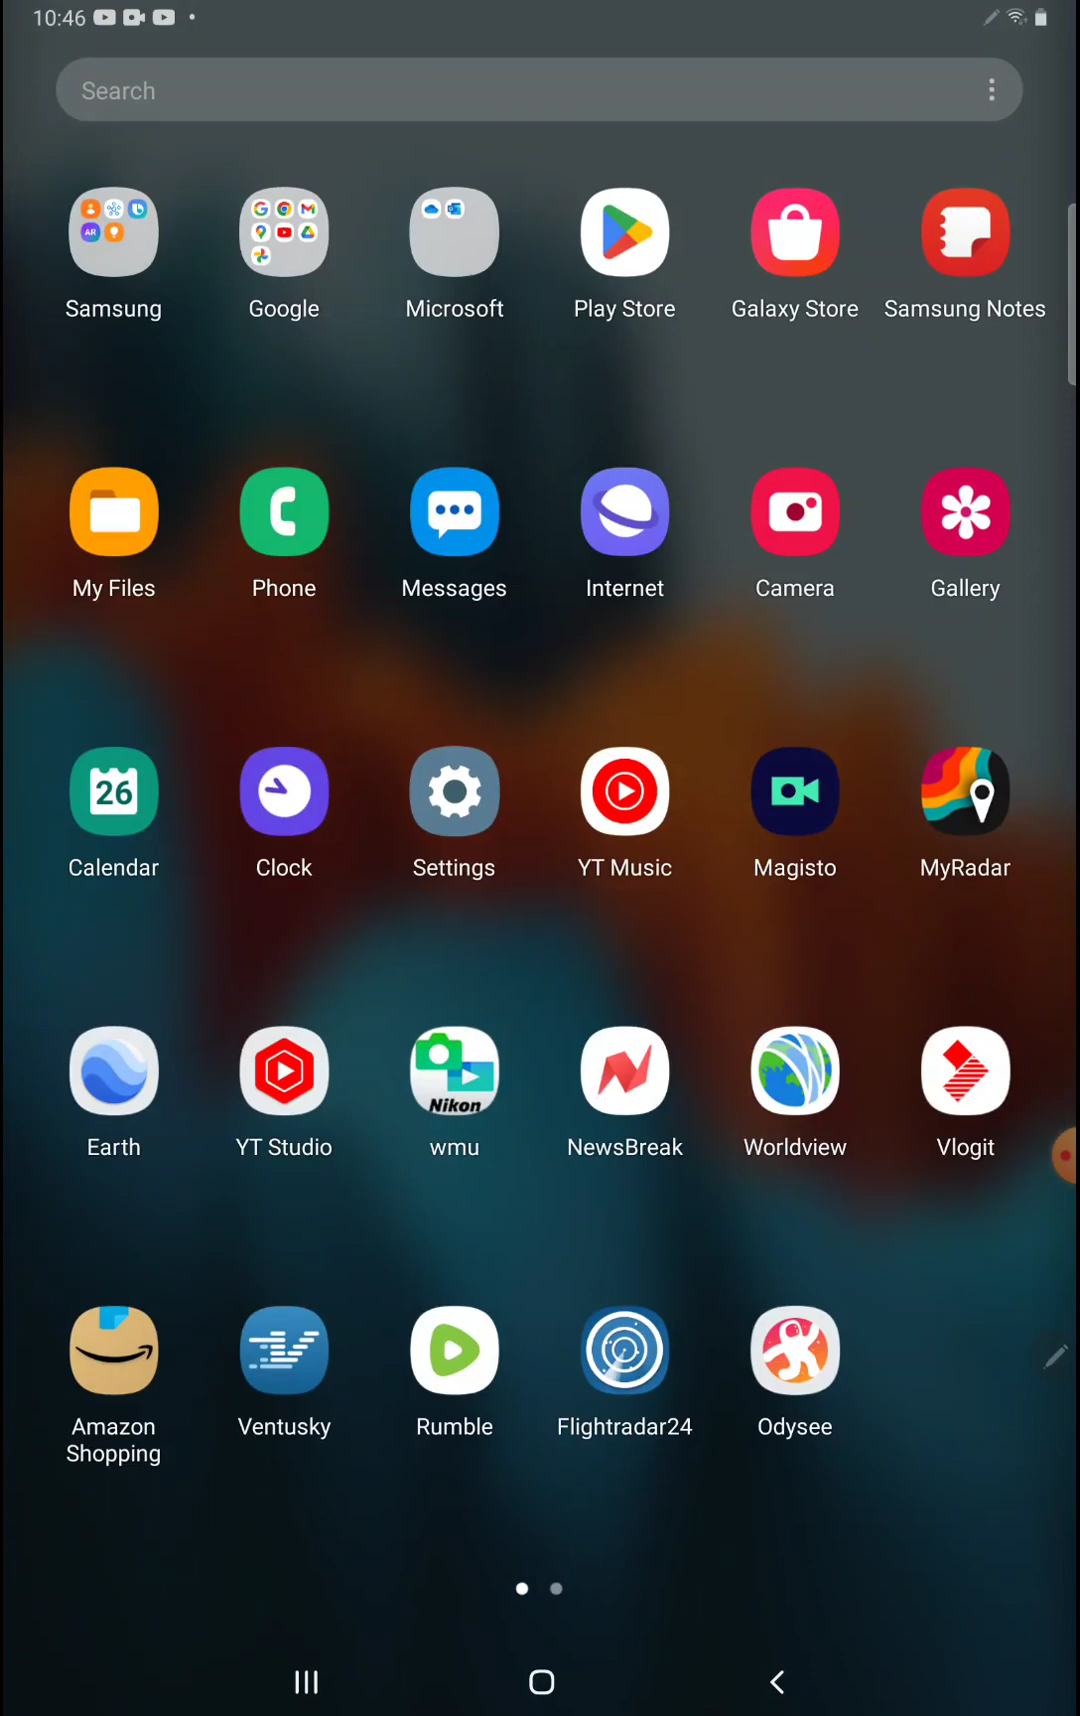 10:46
Search
AR
Samsung
Google
Microsoft
Play Store
Galaxy Store
Samsung Notes
My Files
Phone
Messages
Internet
Camera
Gallery
26
Calendar
Clock
Settings
YT Music
Magisto
MyRadar
Nikon
Earth
YT Studio
wmu
NewsBreak
Worldview
Vlogit
Amazon
Shopping
Ventusky
Rumble
Flightradar24
Odysee